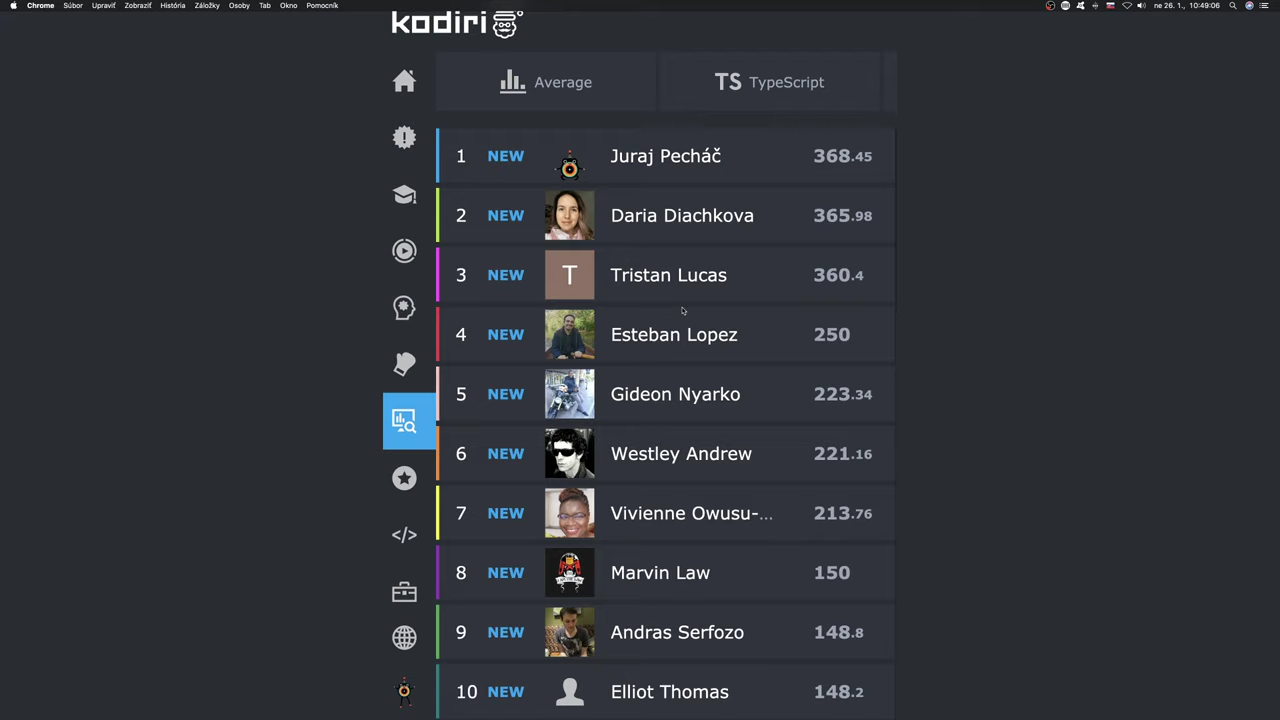 Chrome Súbor Upraviť Zobraziť História Záložky Osoby Tab Okno Pomocník ne 26. 1., 10:49:06
kodiri
Average TS TypeScript
1 NEW Juraj Pecháč 368.45
2 NEW Daria Diachkova 365.98
3 NEW T Tristan Lucas 360.4
4 NEW Esteban Lopez 250
5 NEW Gideon Nyarko 223.34
6 NEW Westley Andrew 221.16
7 NEW Vivienne Owusu-... 213.76
8 NEW Marvin Law 150
9 NEW Andras Serfozo 148.8
10 NEW Elliot Thomas 148.2